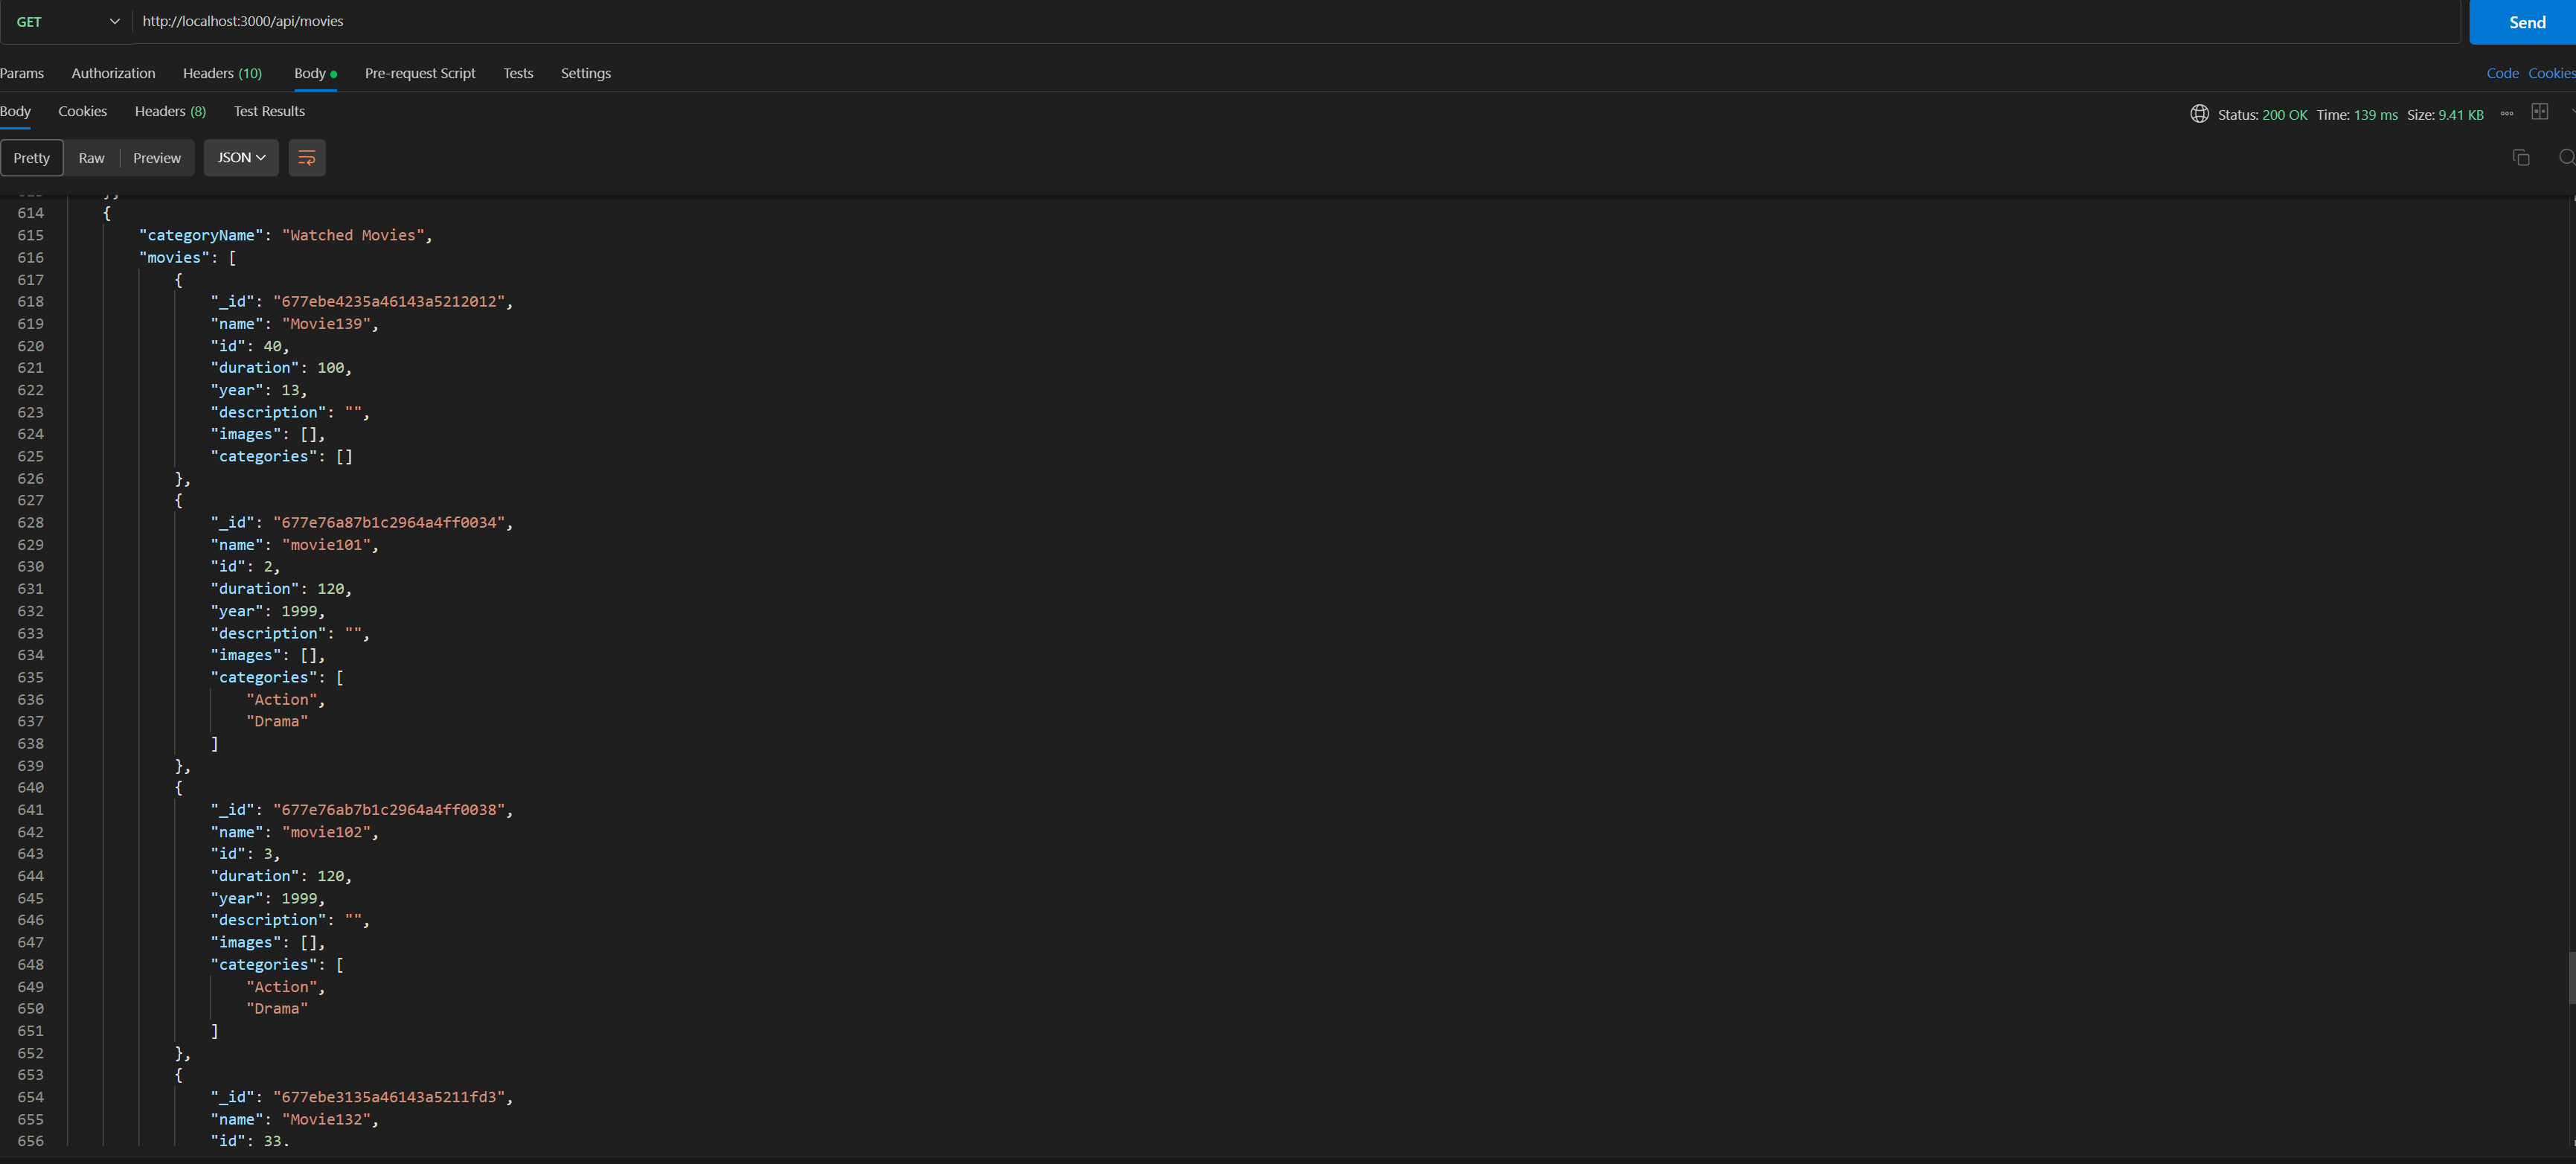 GET http://localhost:3000/api/movies Send
Params Authorization Headers (10) Body Pre-request Script Tests Settings Code Cookies
Body Cookies Headers (8) Test Results Status: 200 OK Time: 139 ms Size: 9.41 KB
Pretty Raw Preview JSON
614 {
615 "categoryName": "Watched Movies",
616 "movies": [
617 {
618 "_id": "677ebe4235a46143a5212012",
619 "name": "Movie139",
620 "id": 40,
621 "duration": 100,
622 "year": 13,
623 "description": "",
624 "images": [],
625 "categories": []
626 },
627 {
628 "_id": "677e76a87b1c2964a4ff0034",
629 "name": "movie101",
630 "id": 2,
631 "duration": 120,
632 "year": 1999,
633 "description": "",
634 "images": [],
635 "categories": [
636 "Action",
637 "Drama"
638 ]
639 },
640 {
641 "_id": "677e76ab7b1c2964a4ff0038",
642 "name": "movie102",
643 "id": 3,
644 "duration": 120,
645 "year": 1999,
646 "description": "",
647 "images": [],
648 "categories": [
649 "Action",
650 "Drama"
651 ]
652 },
653 {
654 "_id": "677ebe3135a46143a5211fd3",
655 "name": "Movie132",
656 "id": 33,